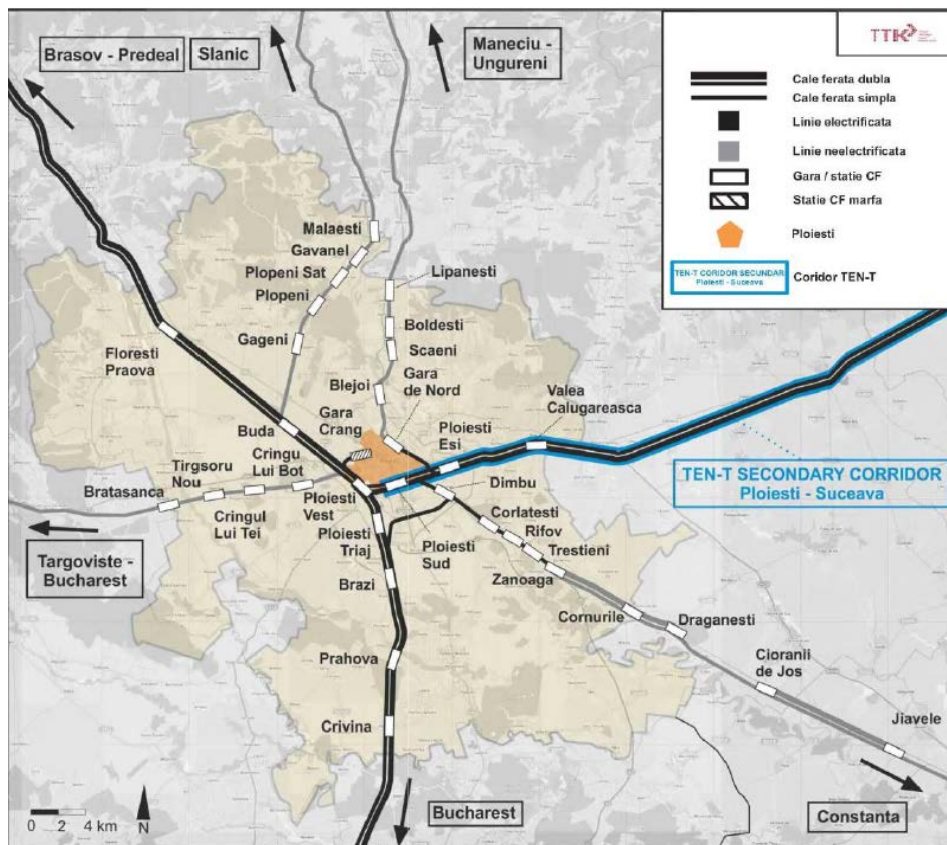 Brasov - Predeal
Slanic
Maneciu -
Ungureni
TTK
Cale ferata dubla
Cale ferata simpla
Linie electrificata
Linie neelectrificata
Gara / statie CF
Statie CF marfa
Ploiesti
TEN-T CORIDOR SECUNDAR
Ploiesti - Suceava
Coridor TEN-T
Malaesti
Gavanel
Plopeni Sat
Plopeni
Gageni
Lipanesti
Boldesti
Scaeni
Gara
de Nord
Blejoi
Floresti
Praova
Buda
Gara
Crang
Ploiesti
Esi
Valea
Calugareasca
Cringu
Lui Bot
Tirgsoru
Nou
Bratasanca
Cringul
Lui Tei
Ploiesti
Vest
Ploiesti
Triaj
Ploiesti
Sud
Dimbu
Corlatesti
Rifov
Trestieni
Zanoaga
TEN-T SECONDARY CORRIDOR
Ploiesti - Suceava
Targoviste -
Bucharest
Brazi
Cornurile
Draganesti
Prahova
Cioranii
de Jos
Crivina
Jiavele
0 2 4 km
N
Bucharest
Constanta